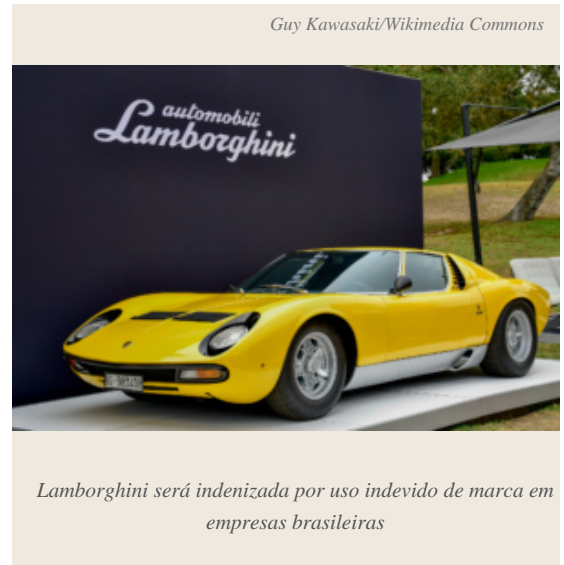 Guy Kawasaki/Wikimedia Commons
automobili
Lamborghini
Lamborghini será indenizada por uso indevido de marca em
empresas brasileiras